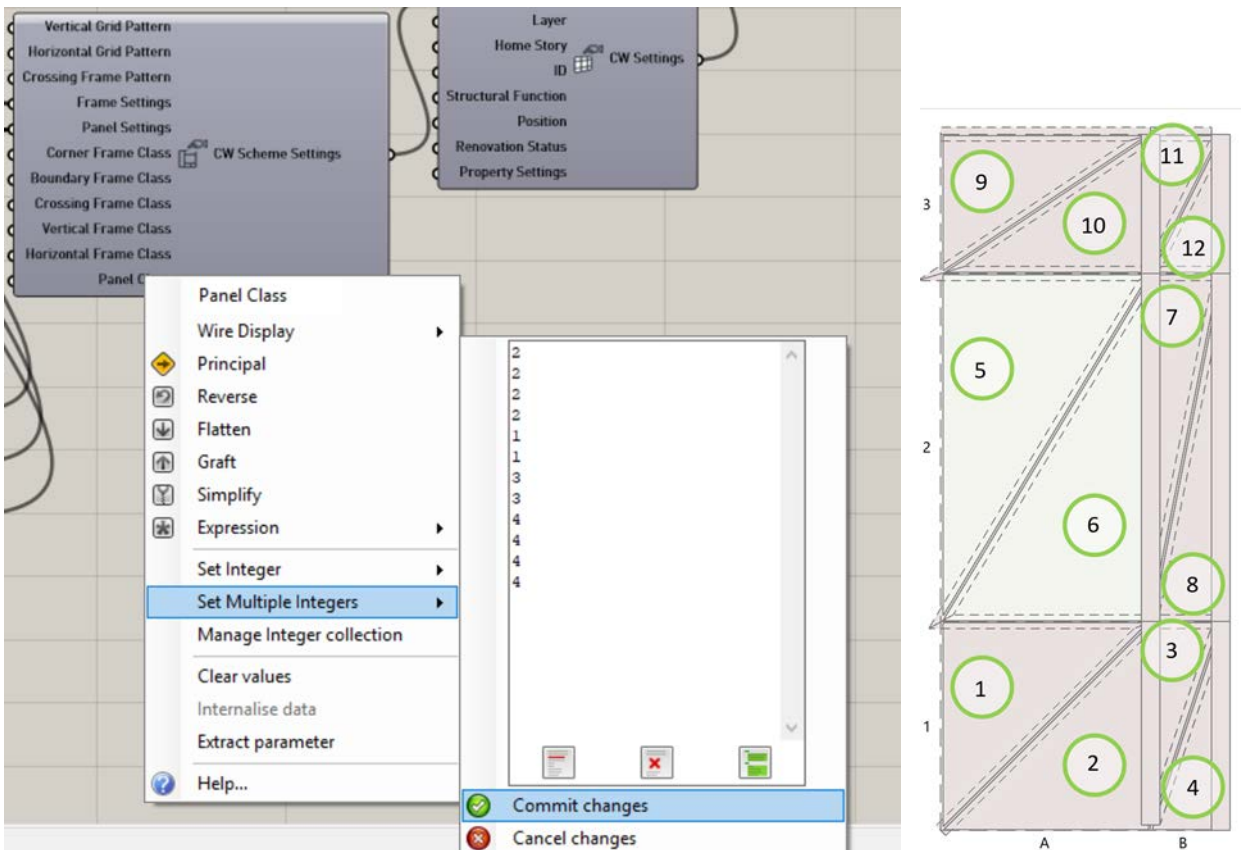 Vertical Grid Pattern
Horizontal Grid Pattern
Crossing Frame Pattern
Frame Settings
Panel Settings
Corner Frame Class
CW Scheme Settings
Boundary Frame Class
Crossing Frame Class
Vertical Frame Class
Horizontal Frame Class
Panel C
Layer
Home Story
ID
CW Settings
Structural Function
Position
Renovation Status
Property Settings
Panel Class
Wire Display
Principal
Reverse
Flatten
Graft
Simplify
Expression
Set Integer
Set Multiple Integers
Manage Integer collection
Clear values
Internalise data
Extract parameter
Help...
2
2
2
2
1
1
3
3
4
4
4
4
Commit changes
Cancel changes
11
9
3
10
12
7
5
2
6
8
3
1
1
2
4
A B